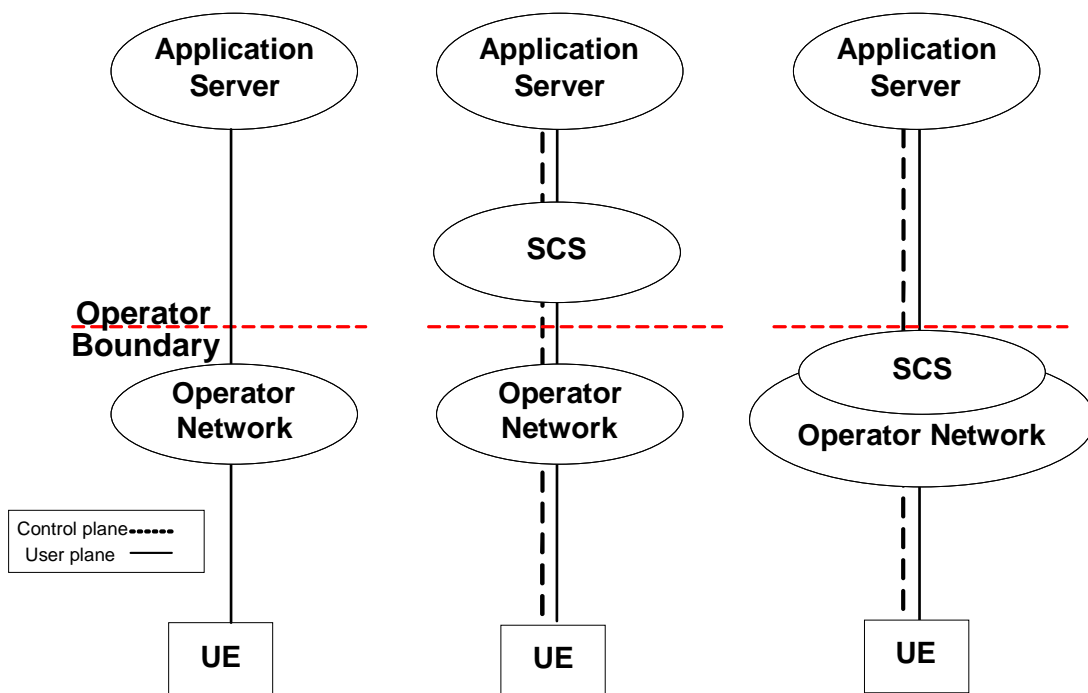 Application
Server
Application
Server
Application
Server
SCS
Operator
Boundary
SCS
Operator
Network
Operator
Network
Operator Network
Control plane
User plane
UE
UE
UE